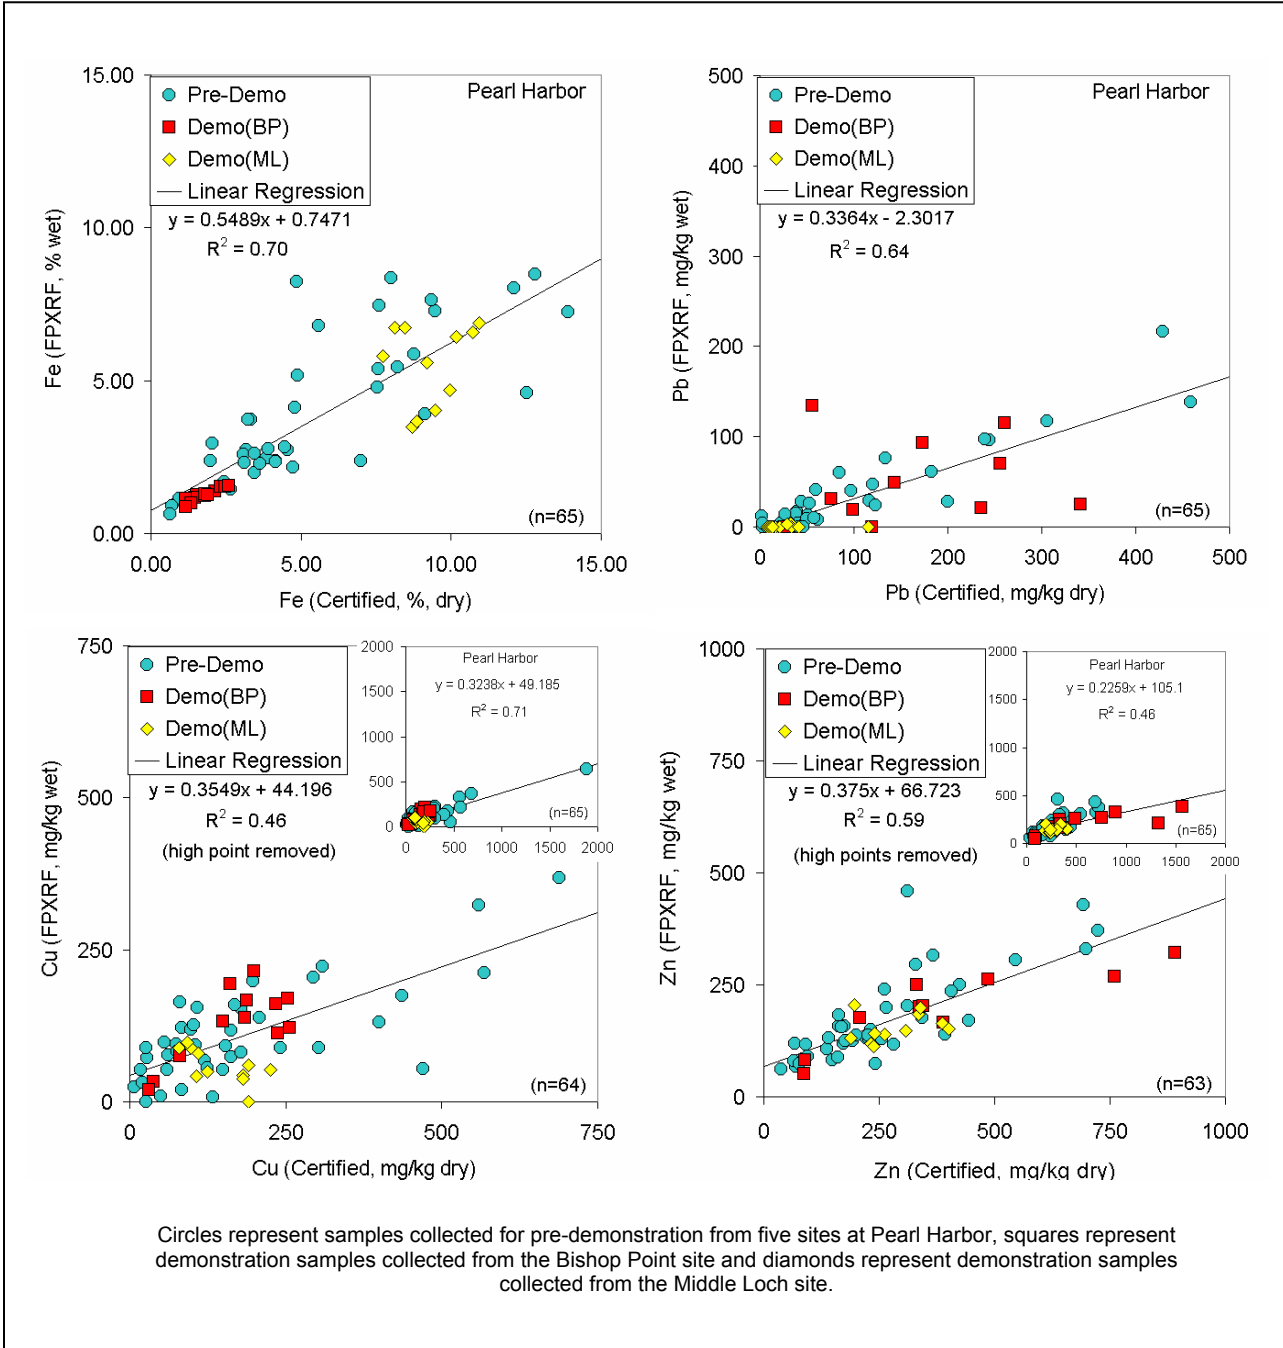 15.00
10.00
5.00
0.00
Fe (FPXRF, % wet)
Pre-Demo
Demo(BP)
Demo(ML)
Linear Regression
y = 0.5489x + 0.7471
R² = 0.70
Pearl Harbor
(n=65)
0.00 5.00 10.00 15.00
Fe (Certified, %, dry)
500
400
300
200
100
0
Pb (FPXRF, mg/kg wet)
Pre-Demo
Demo(BP)
Demo(ML)
Linear Regression
y = 0.3364x - 2.3017
R² = 0.64
Pearl Harbor
(n=65)
0 100 200 300 400 500
Pb (Certified, mg/kg dry)
750
500
250
0
Cu (FPXRF, mg/kg wet)
Pre-Demo
Demo(BP)
Demo(ML)
Linear Regression
y = 0.3549x + 44.196
R² = 0.46
(high point removed)
2000
1500
1000
500
0
Pearl Harbor
y = 0.3238x + 49.185
R² = 0.71
(n=65)
0 500 1000 1500 2000
(n=64)
0 250 500 750
Cu (Certified, mg/kg dry)
1000
750
500
250
0
Zn (FPXRF, mg/kg wet)
Pre-Demo
Demo(BP)
Demo(ML)
Linear Regression
y = 0.375x + 66.723
R² = 0.59
(high points removed)
2000
1500
1000
500
0
Pearl Harbor
y = 0.2259x + 105.1
R² = 0.46
(n=65)
0 500 1000 1500 2000
(n=63)
0 250 500 750 1000
Zn (Certified, mg/kg dry)
Circles represent samples collected for pre-demonstration from five sites at Pearl Harbor, squares represent
demonstration samples collected from the Bishop Point site and diamonds represent demonstration samples
collected from the Middle Loch site.